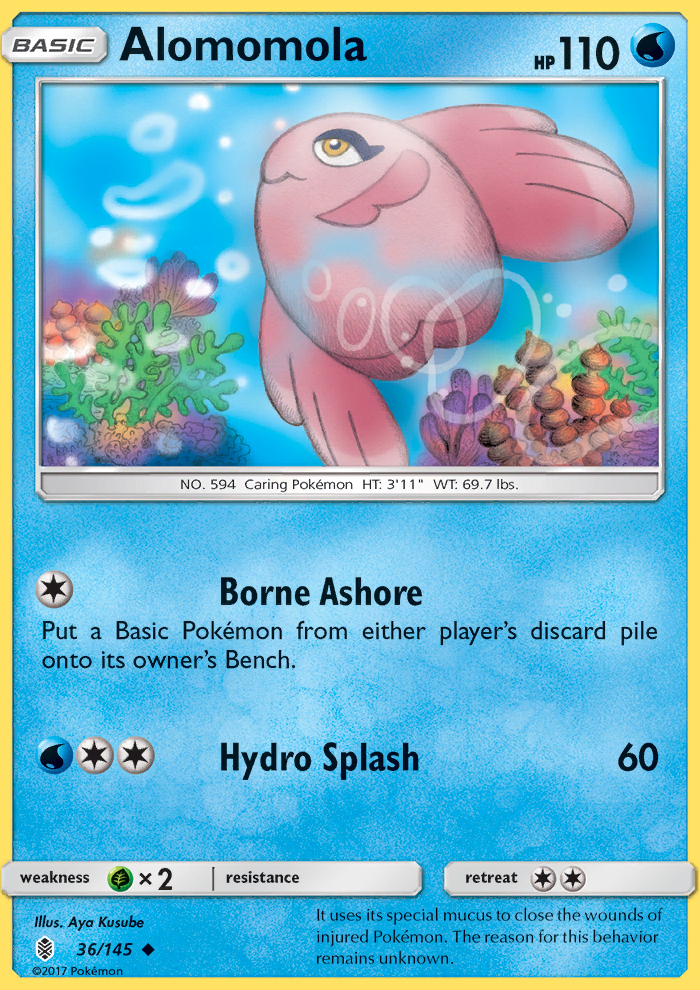 BASIC Alomomola HP 110
NO. 594 Caring Pokémon HT: 3'11" WT: 69.7 lbs.
Borne Ashore
Put a Basic Pokémon from either player's discard pile
onto its owner's Bench.
Hydro Splash 60
weakness × 2 resistance retreat
Illus. Aya Kusube
36/145
©2017 Pokémon
It uses its special mucus to close the wounds of
injured Pokémon. The reason for this behavior
remains unknown.